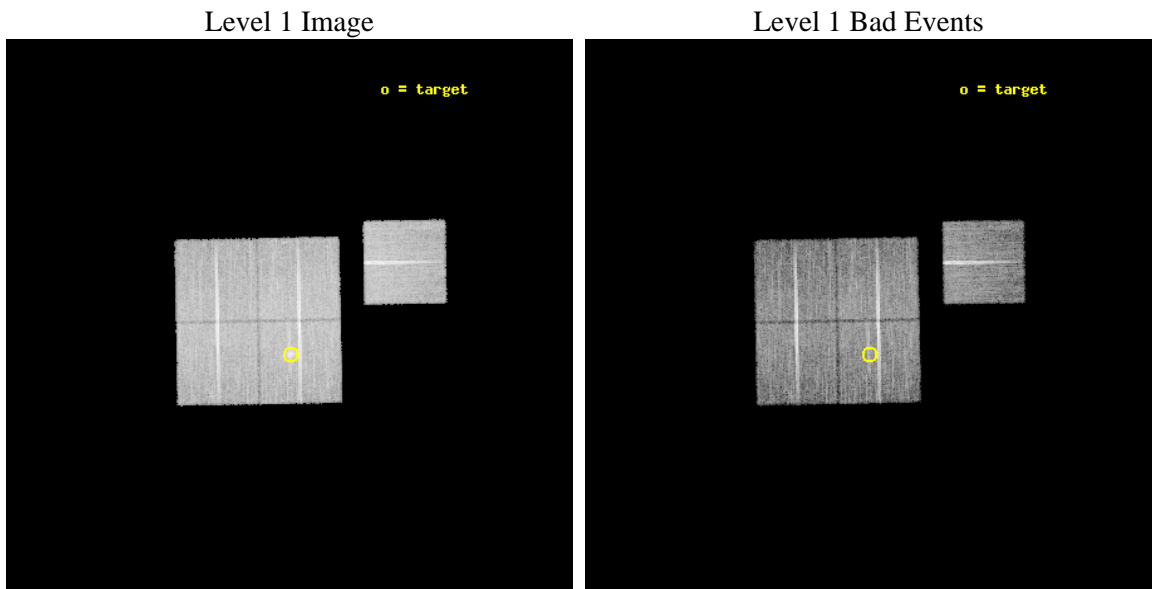 Level 1 Image
Level 1 Bad Events
o = target
o = target